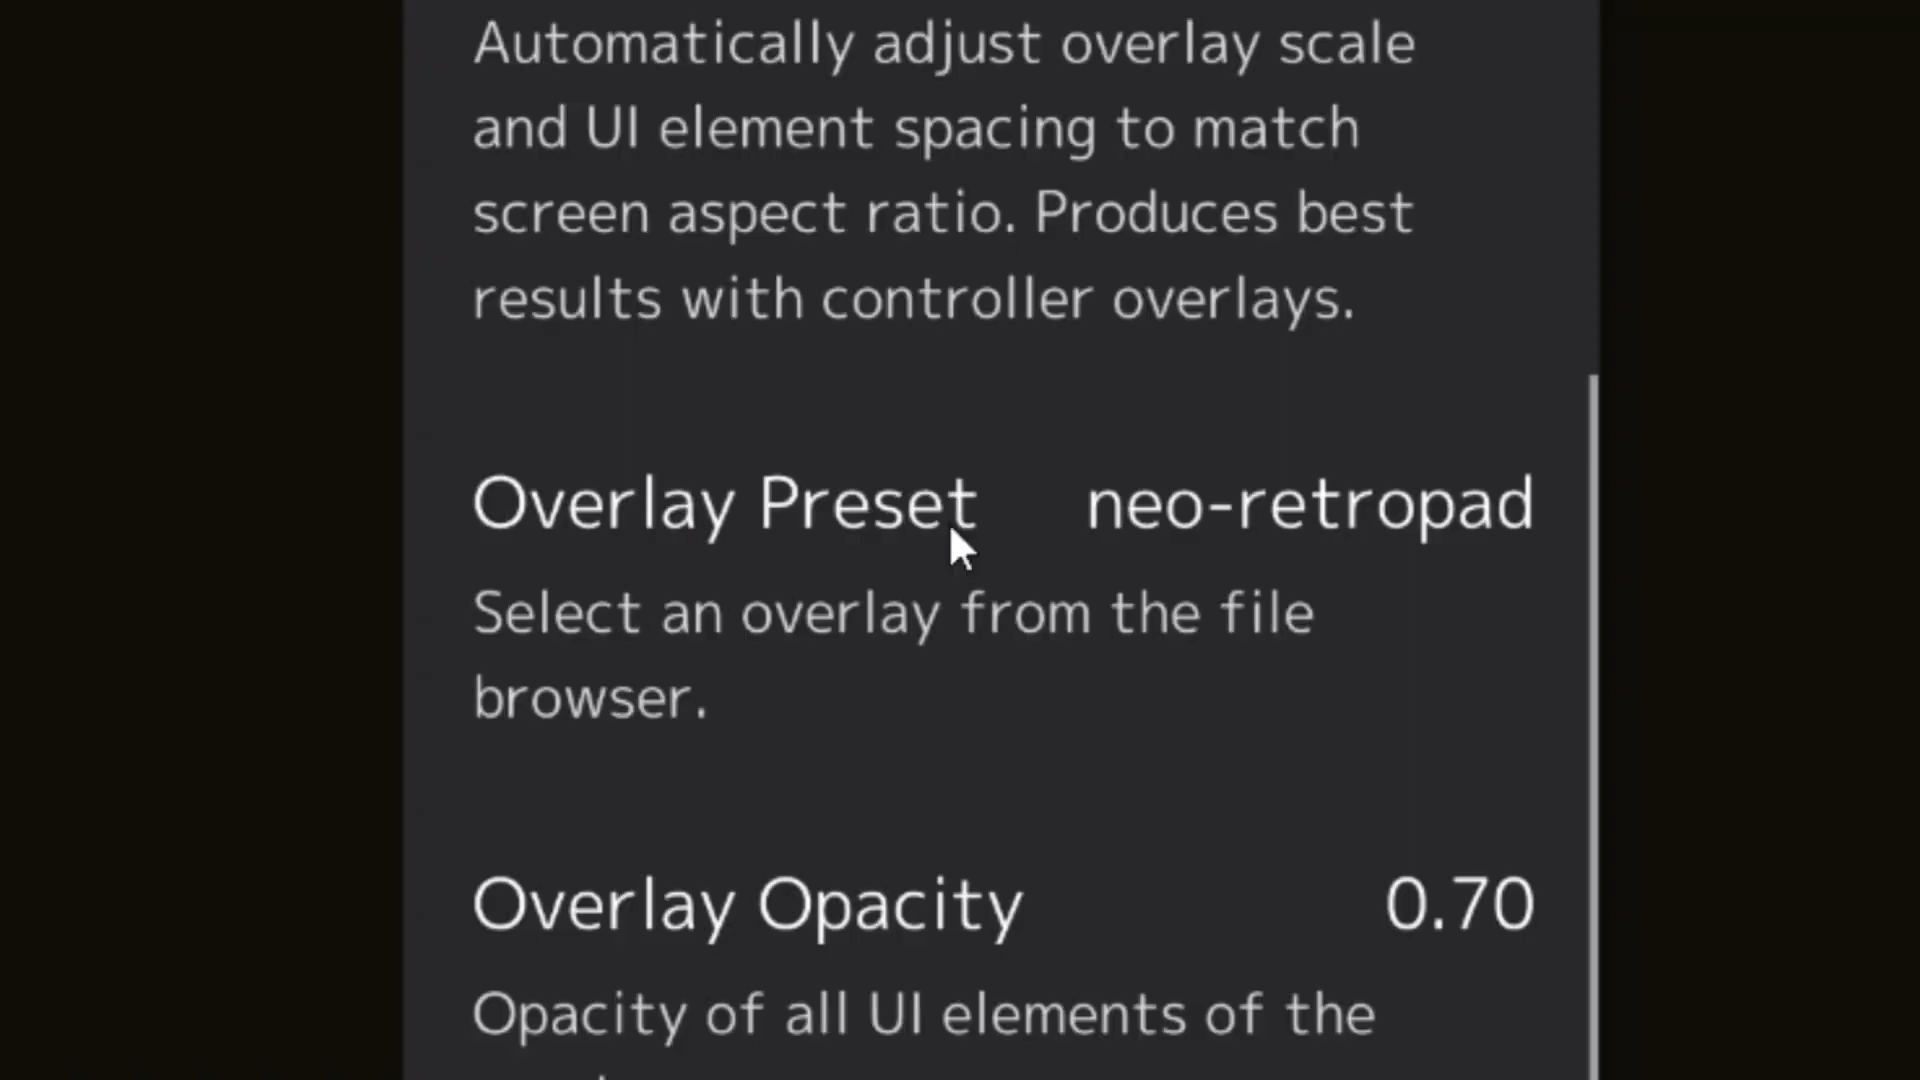 Automatically adjust overlay scale
and UI element spacing to match
screen aspect ratio. Produces best
results with controller overlays.
Overlay Preset neo-retropad
Select an overlay from the file
browser.
Overlay Opacity 0.70
Opacity of all UI elements of the